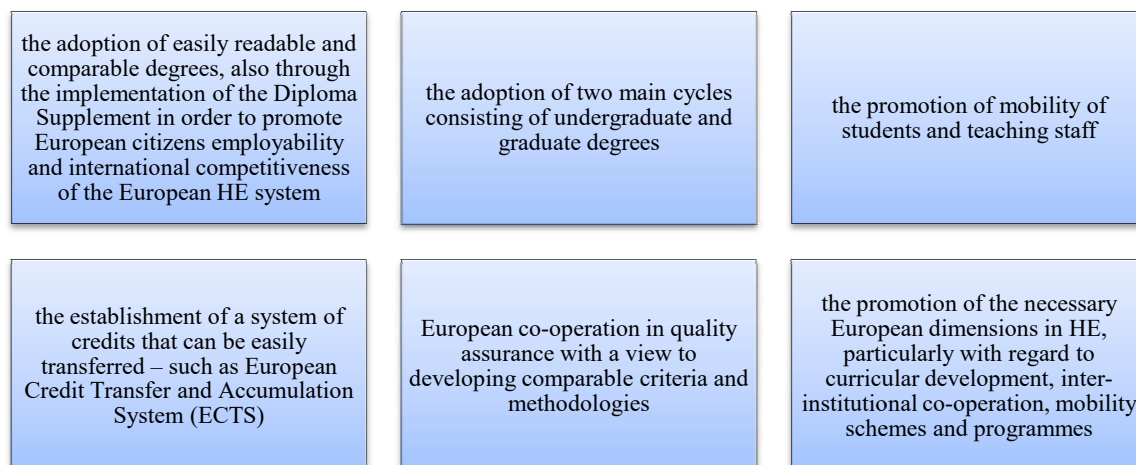 the adoption of easily readable and
comparable degrees, also through
the implementation of the Diploma
Supplement in order to promote
European citizens employability
and international competitiveness
of the European HE system
the adoption of two main cycles
consisting of undergraduate and
graduate degrees
the promotion of mobility of
students and teaching staff
the establishment of a system of
credits that can be easily
transferred – such as European
Credit Transfer and Accumulation
System (ECTS)
European co-operation in quality
assurance with a view to
developing comparable criteria and
methodologies
the promotion of the necessary
European dimensions in HE,
particularly with regard to
curricular development, inter-
institutional co-operation, mobility
schemes and programmes